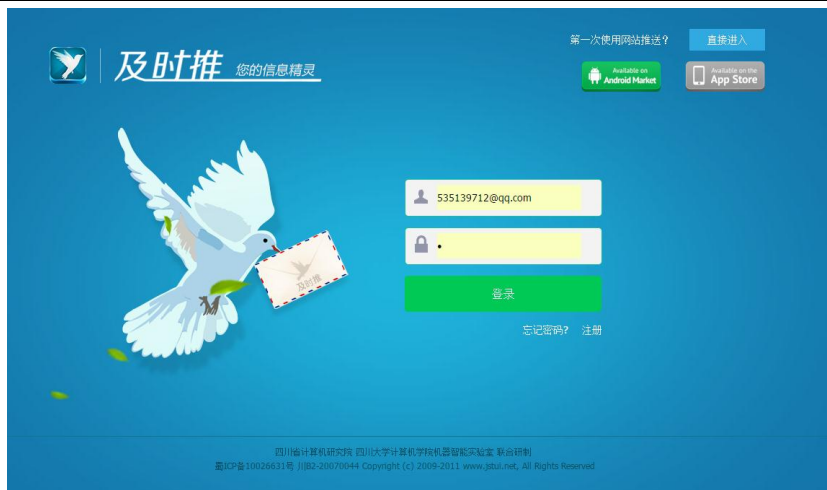 第一次使用网站推送？ 直接进入
及时推 您的信息精灵
Available on
Android Market
Available on the
App Store
535139712@qq.com
•
及时推
登录
忘记密码? 注册
四川省计算机研究院 四川大学计算机学院机器智能实验室 联合研制
蜀ICP备10026631号 川B2-20070044 Copyright (c) 2009-2011 www.jstui.net, All Rights Reserved